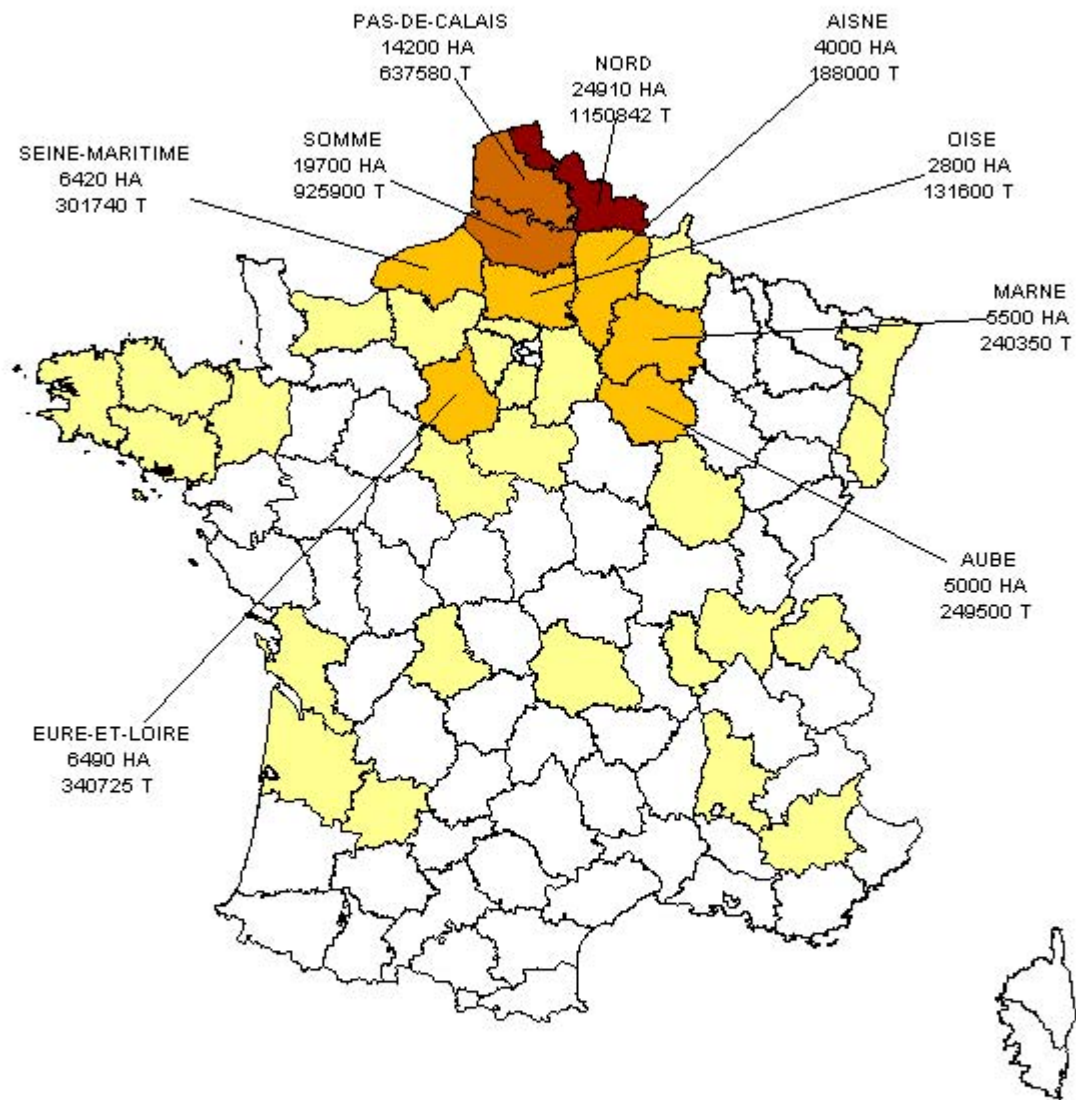 PAS-DE-CALAIS
14200 HA
637580 T
AISNE
4000 HA
188000 T
NORD
24910 HA
1150842 T
SOMME
19700 HA
925900 T
OISE
2800 HA
131600 T
SEINE-MARITIME
6420 HA
301740 T
MARNE
5500 HA
240350 T
AUBE
5000 HA
249500 T
EURE-ET-LOIRE
6490 HA
340725 T